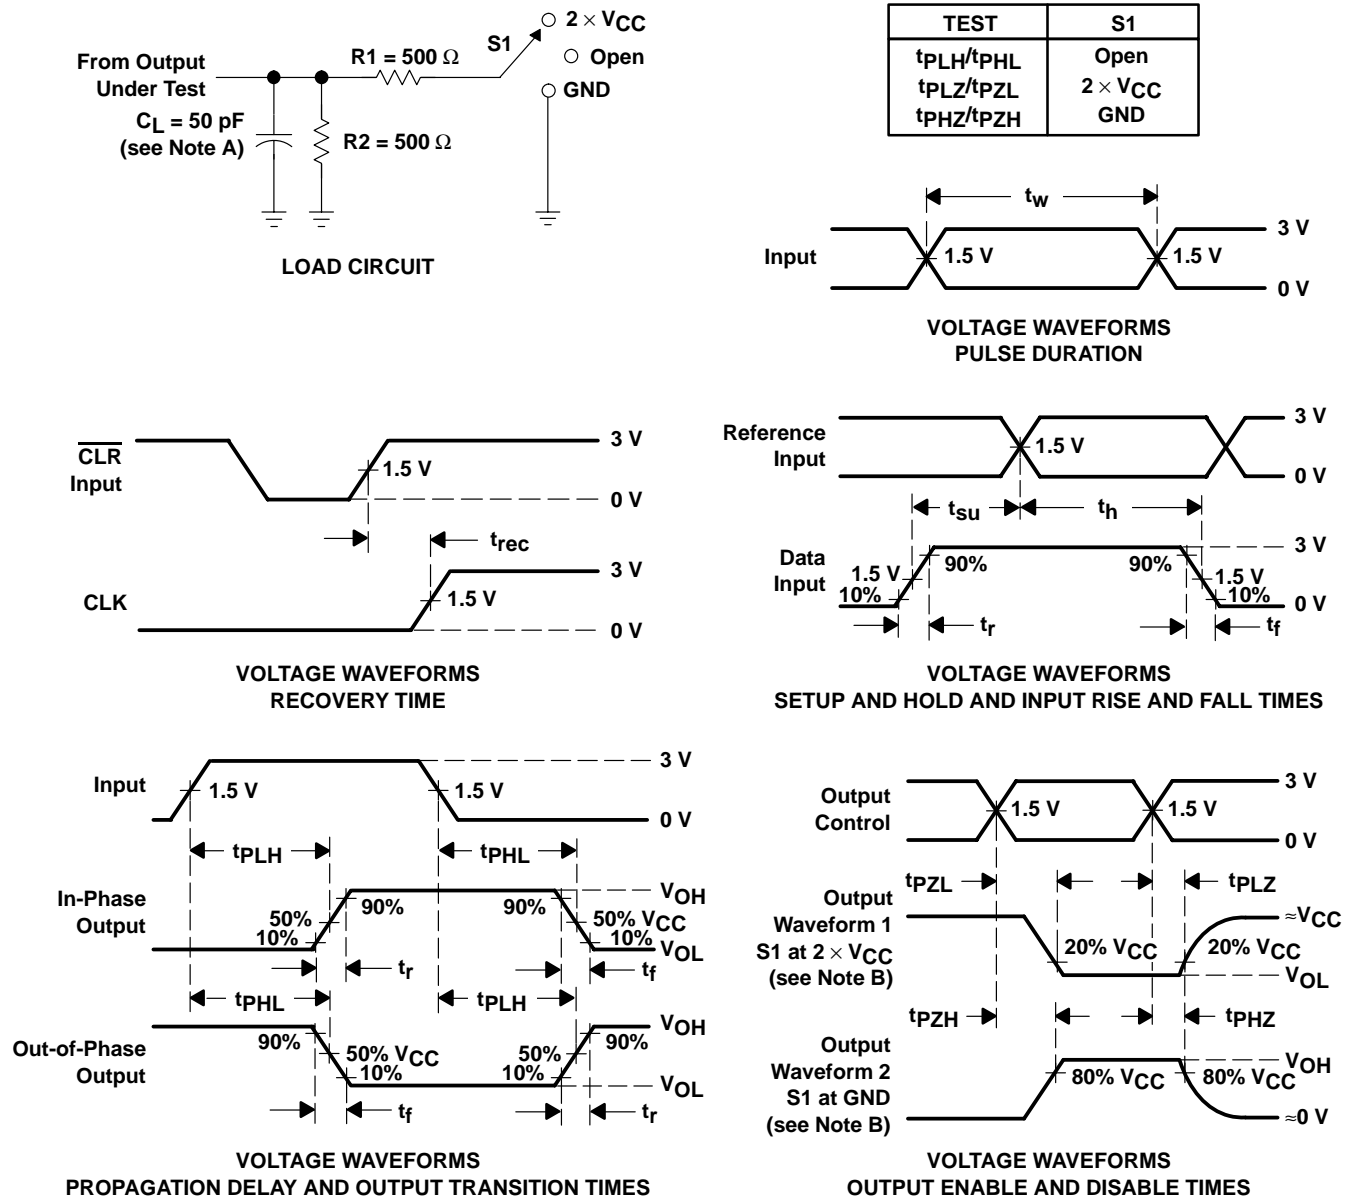 From Output
Under Test
CL = 50 pF
(see Note A)
R1 = 500 Ω
R2 = 500 Ω
S1
2 × VCC
Open
GND
LOAD CIRCUIT
TEST S1
tPLH/tPHL Open
tPLZ/tPZL 2 × VCC
tPHZ/tPZH GND
tw
Input
1.5 V
1.5 V
3 V
0 V
VOLTAGE WAVEFORMS
PULSE DURATION
CLR
Input
1.5 V
3 V
0 V
trec
CLK
1.5 V
3 V
0 V
VOLTAGE WAVEFORMS
RECOVERY TIME
Reference
Input
1.5 V
3 V
0 V
tsu
th
Data
Input
1.5 V
10%
90%
90%
1.5 V
10%
3 V
0 V
tr
tf
VOLTAGE WAVEFORMS
SETUP AND HOLD AND INPUT RISE AND FALL TIMES
Input
1.5 V
1.5 V
3 V
0 V
tPLH
tPHL
In-Phase
Output
50%
10%
90%
90%
50% VCC
10%
VOH
VOL
tr
tf
tPHL
tPLH
Out-of-Phase
Output
90%
50% VCC
10%
50%
10%
90%
VOH
VOL
tf
tr
VOLTAGE WAVEFORMS
PROPAGATION DELAY AND OUTPUT TRANSITION TIMES
Output
Control
1.5 V
1.5 V
3 V
0 V
tPZL
tPLZ
Output
Waveform 1
S1 at 2 × VCC
(see Note B)
20% VCC
20% VCC
≈VCC
VOL
tPZH
tPHZ
Output
Waveform 2
S1 at GND
(see Note B)
80% VCC
80% VCC
VOH
≈0 V
VOLTAGE WAVEFORMS
OUTPUT ENABLE AND DISABLE TIMES